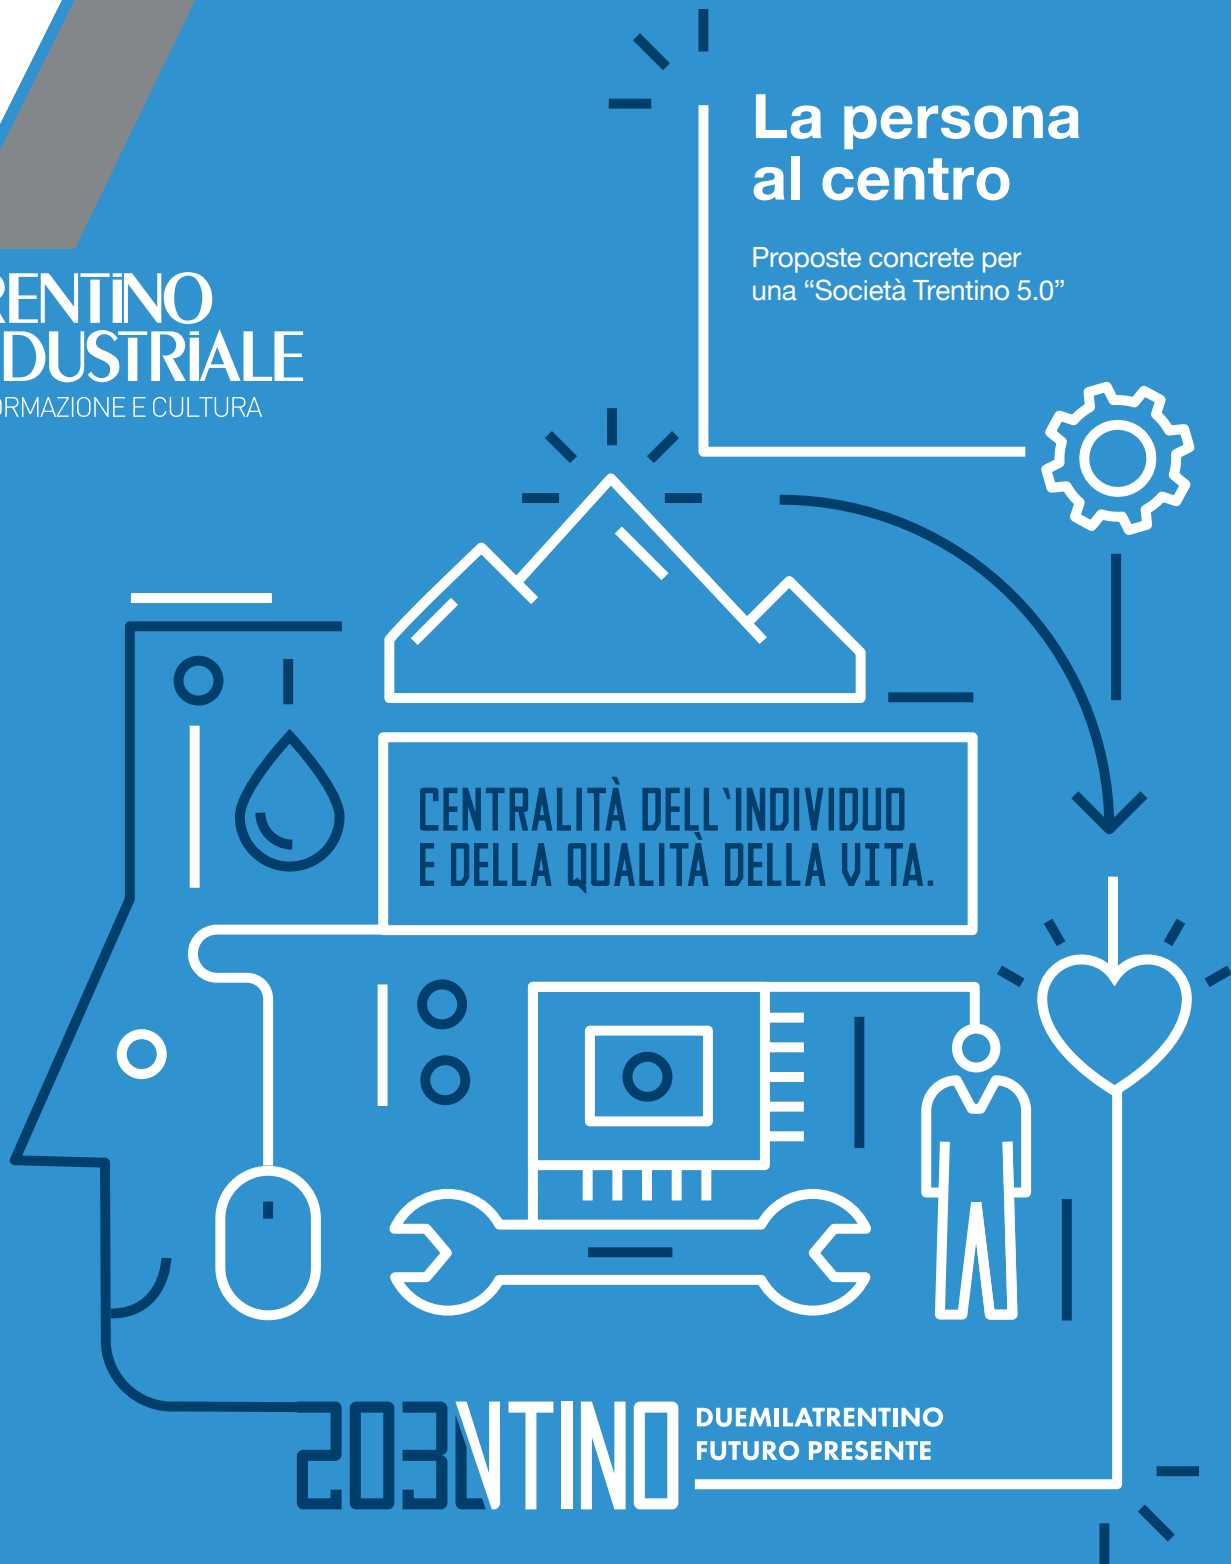 La persona
al centro
Proposte concrete per
una “Società Trentino 5.0”
RENTINO
DUSTRIALE
ORMAZIONE E CULTURA
CENTRALITÀ DELL'INDIVIDUO
E DELLA QUALITÀ DELLA VITA.
2030NTINO
DUEMILATRENTINO
FUTURO PRESENTE